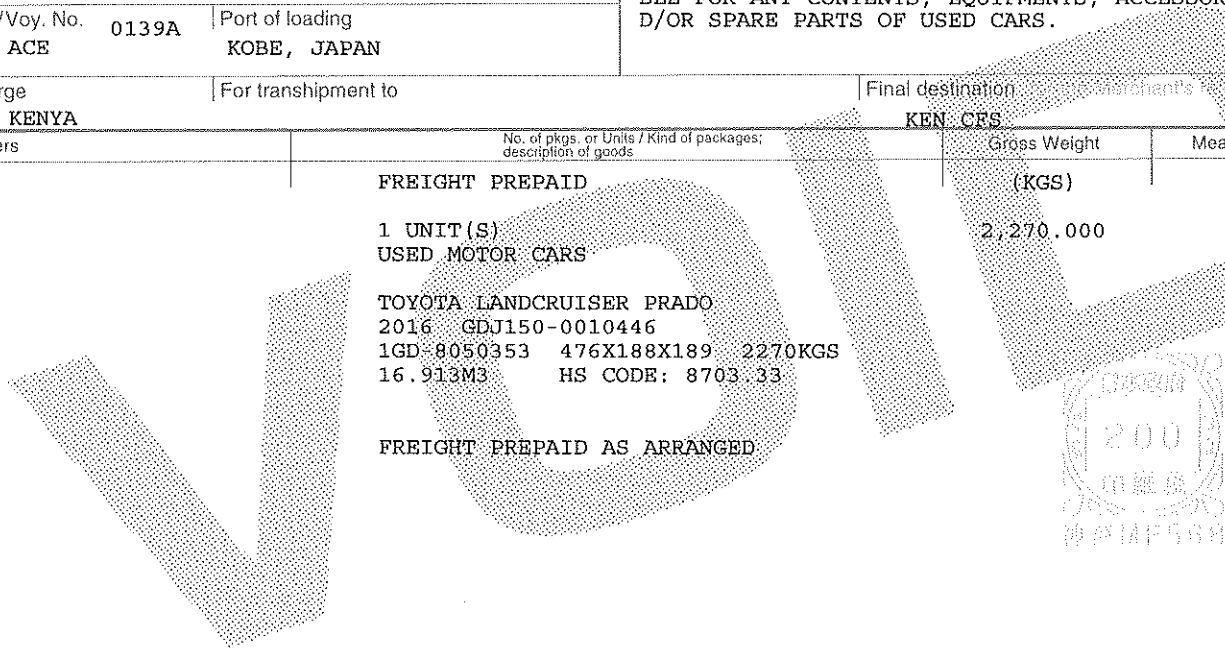 D/OR SPARE PARTS OF USED CARS.
/Voy. No. 0139A Port of loading
ACE KOBE, JAPAN
rge For transhipment to Final destination
KENYA KEN CFS
ers No. of pkgs. or Units / Kind of packages; description of goods Gross Weight Mea
FREIGHT PREPAID (KGS)
1 UNIT(S) 2,270.000
USED MOTOR CARS
TOYOTA LANDCRUISER PRADO
2016 GDJ150-0010446
1GD-8050353 476X188X189 2270KGS
16.913M3 HS CODE: 8703.33
200
FREIGHT PREPAID AS ARRANGED
VOID